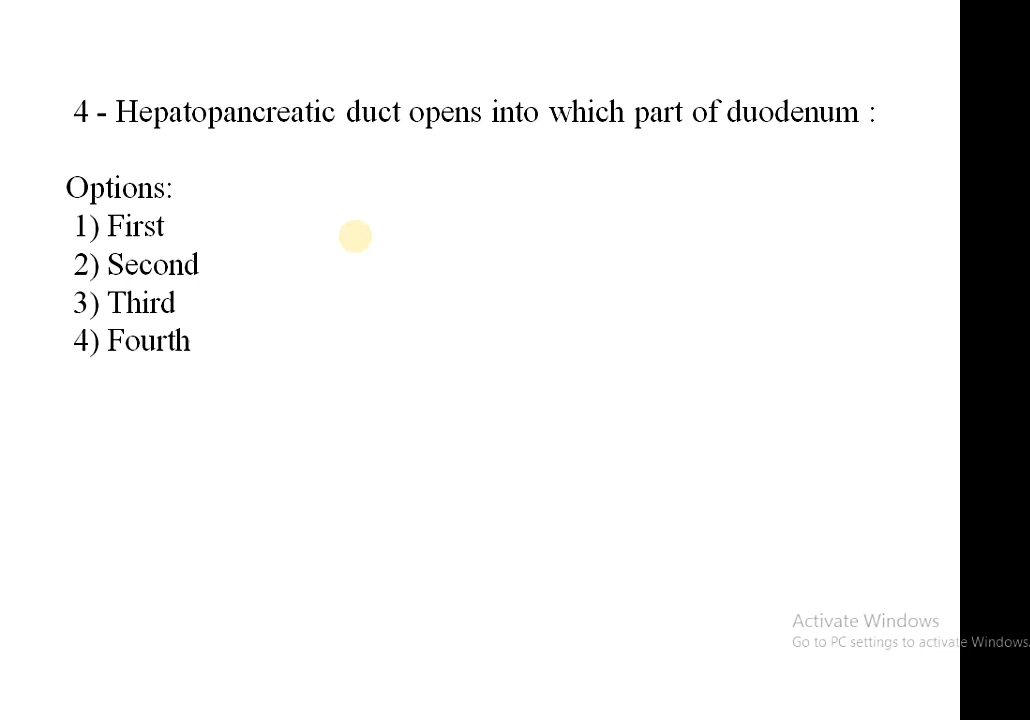 4 - Hepatopancreatic duct opens into which part of duodenum :
Options:
1) First
2) Second
3) Third
4) Fourth
Activate Windows
Go to PC settings to activate Windows.